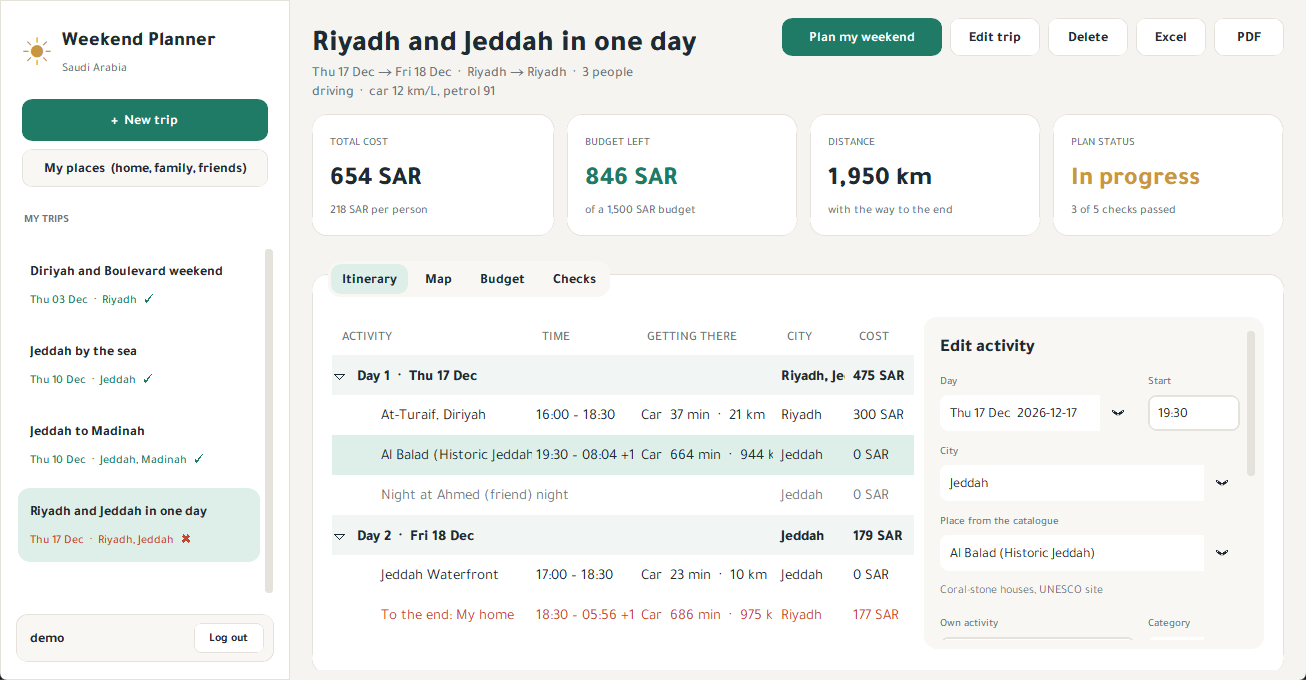 Weekend Planner
Saudi Arabia
+ New trip
My places (home, family, friends)
MY TRIPS
Diriyah and Boulevard weekend
Thu 03 Dec · Riyadh ✓
Jeddah by the sea
Thu 10 Dec · Jeddah ✓
Jeddah to Madinah
Thu 10 Dec · Jeddah, Madinah ✓
Riyadh and Jeddah in one day
Thu 17 Dec · Riyadh, Jeddah ✖
demo
Log out
Riyadh and Jeddah in one day
Thu 17 Dec → Fri 18 Dec · Riyadh → Riyadh · 3 people
driving · car 12 km/L, petrol 91
Plan my weekend
Edit trip
Delete
Excel
PDF
TOTAL COST
654 SAR
218 SAR per person
BUDGET LEFT
846 SAR
of a 1,500 SAR budget
DISTANCE
1,950 km
with the way to the end
PLAN STATUS
In progress
3 of 5 checks passed
Itinerary Map Budget Checks
ACTIVITY TIME GETTING THERE CITY COST
Day 1 · Thu 17 Dec Riyadh, Je 475 SAR
At-Turaif, Diriyah 16:00 – 18:30 Car 37 min · 21 km Riyadh 300 SAR
Al Balad (Historic Jeddah 19:30 – 08:04 +1 Car 664 min · 944 k Jeddah 0 SAR
Night at Ahmed (friend) night Jeddah 0 SAR
Day 2 · Fri 18 Dec Jeddah 179 SAR
Jeddah Waterfront 17:00 – 18:30 Car 23 min · 10 km Jeddah 0 SAR
To the end: My home 18:30 – 05:56 +1 Car 686 min · 975 k Riyadh 177 SAR
Edit activity
Day Start
Thu 17 Dec 2026-12-17 19:30
City
Jeddah
Place from the catalogue
Al Balad (Historic Jeddah)
Coral-stone houses, UNESCO site
Own activity Category